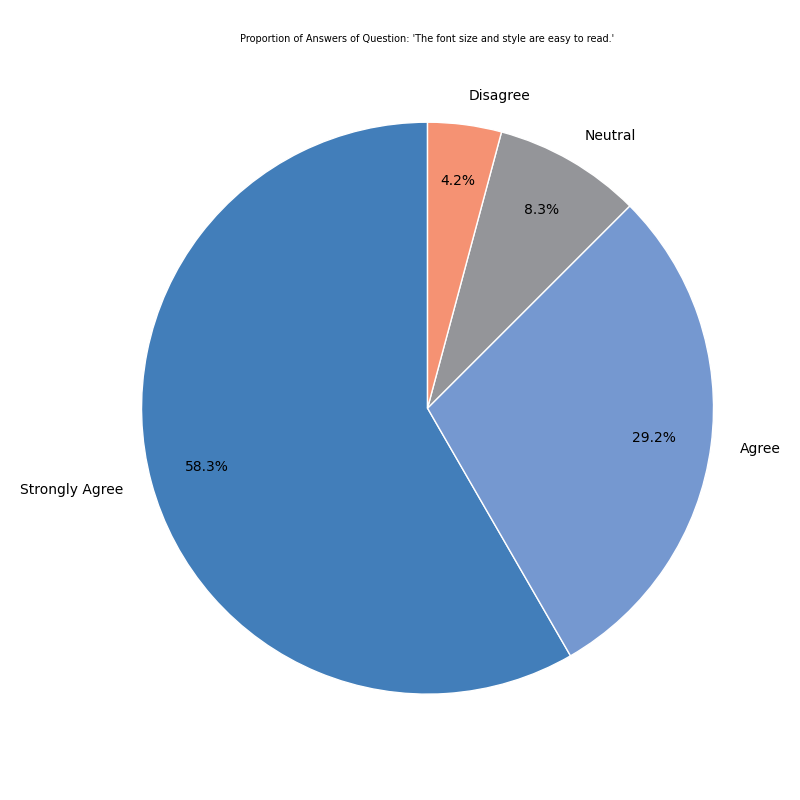 Proportion of Answers of Question: 'The font size and style are easy to read.'
Disagree
Neutral
4.2%
8.3%
29.2%
Agree
58.3%
Strongly Agree